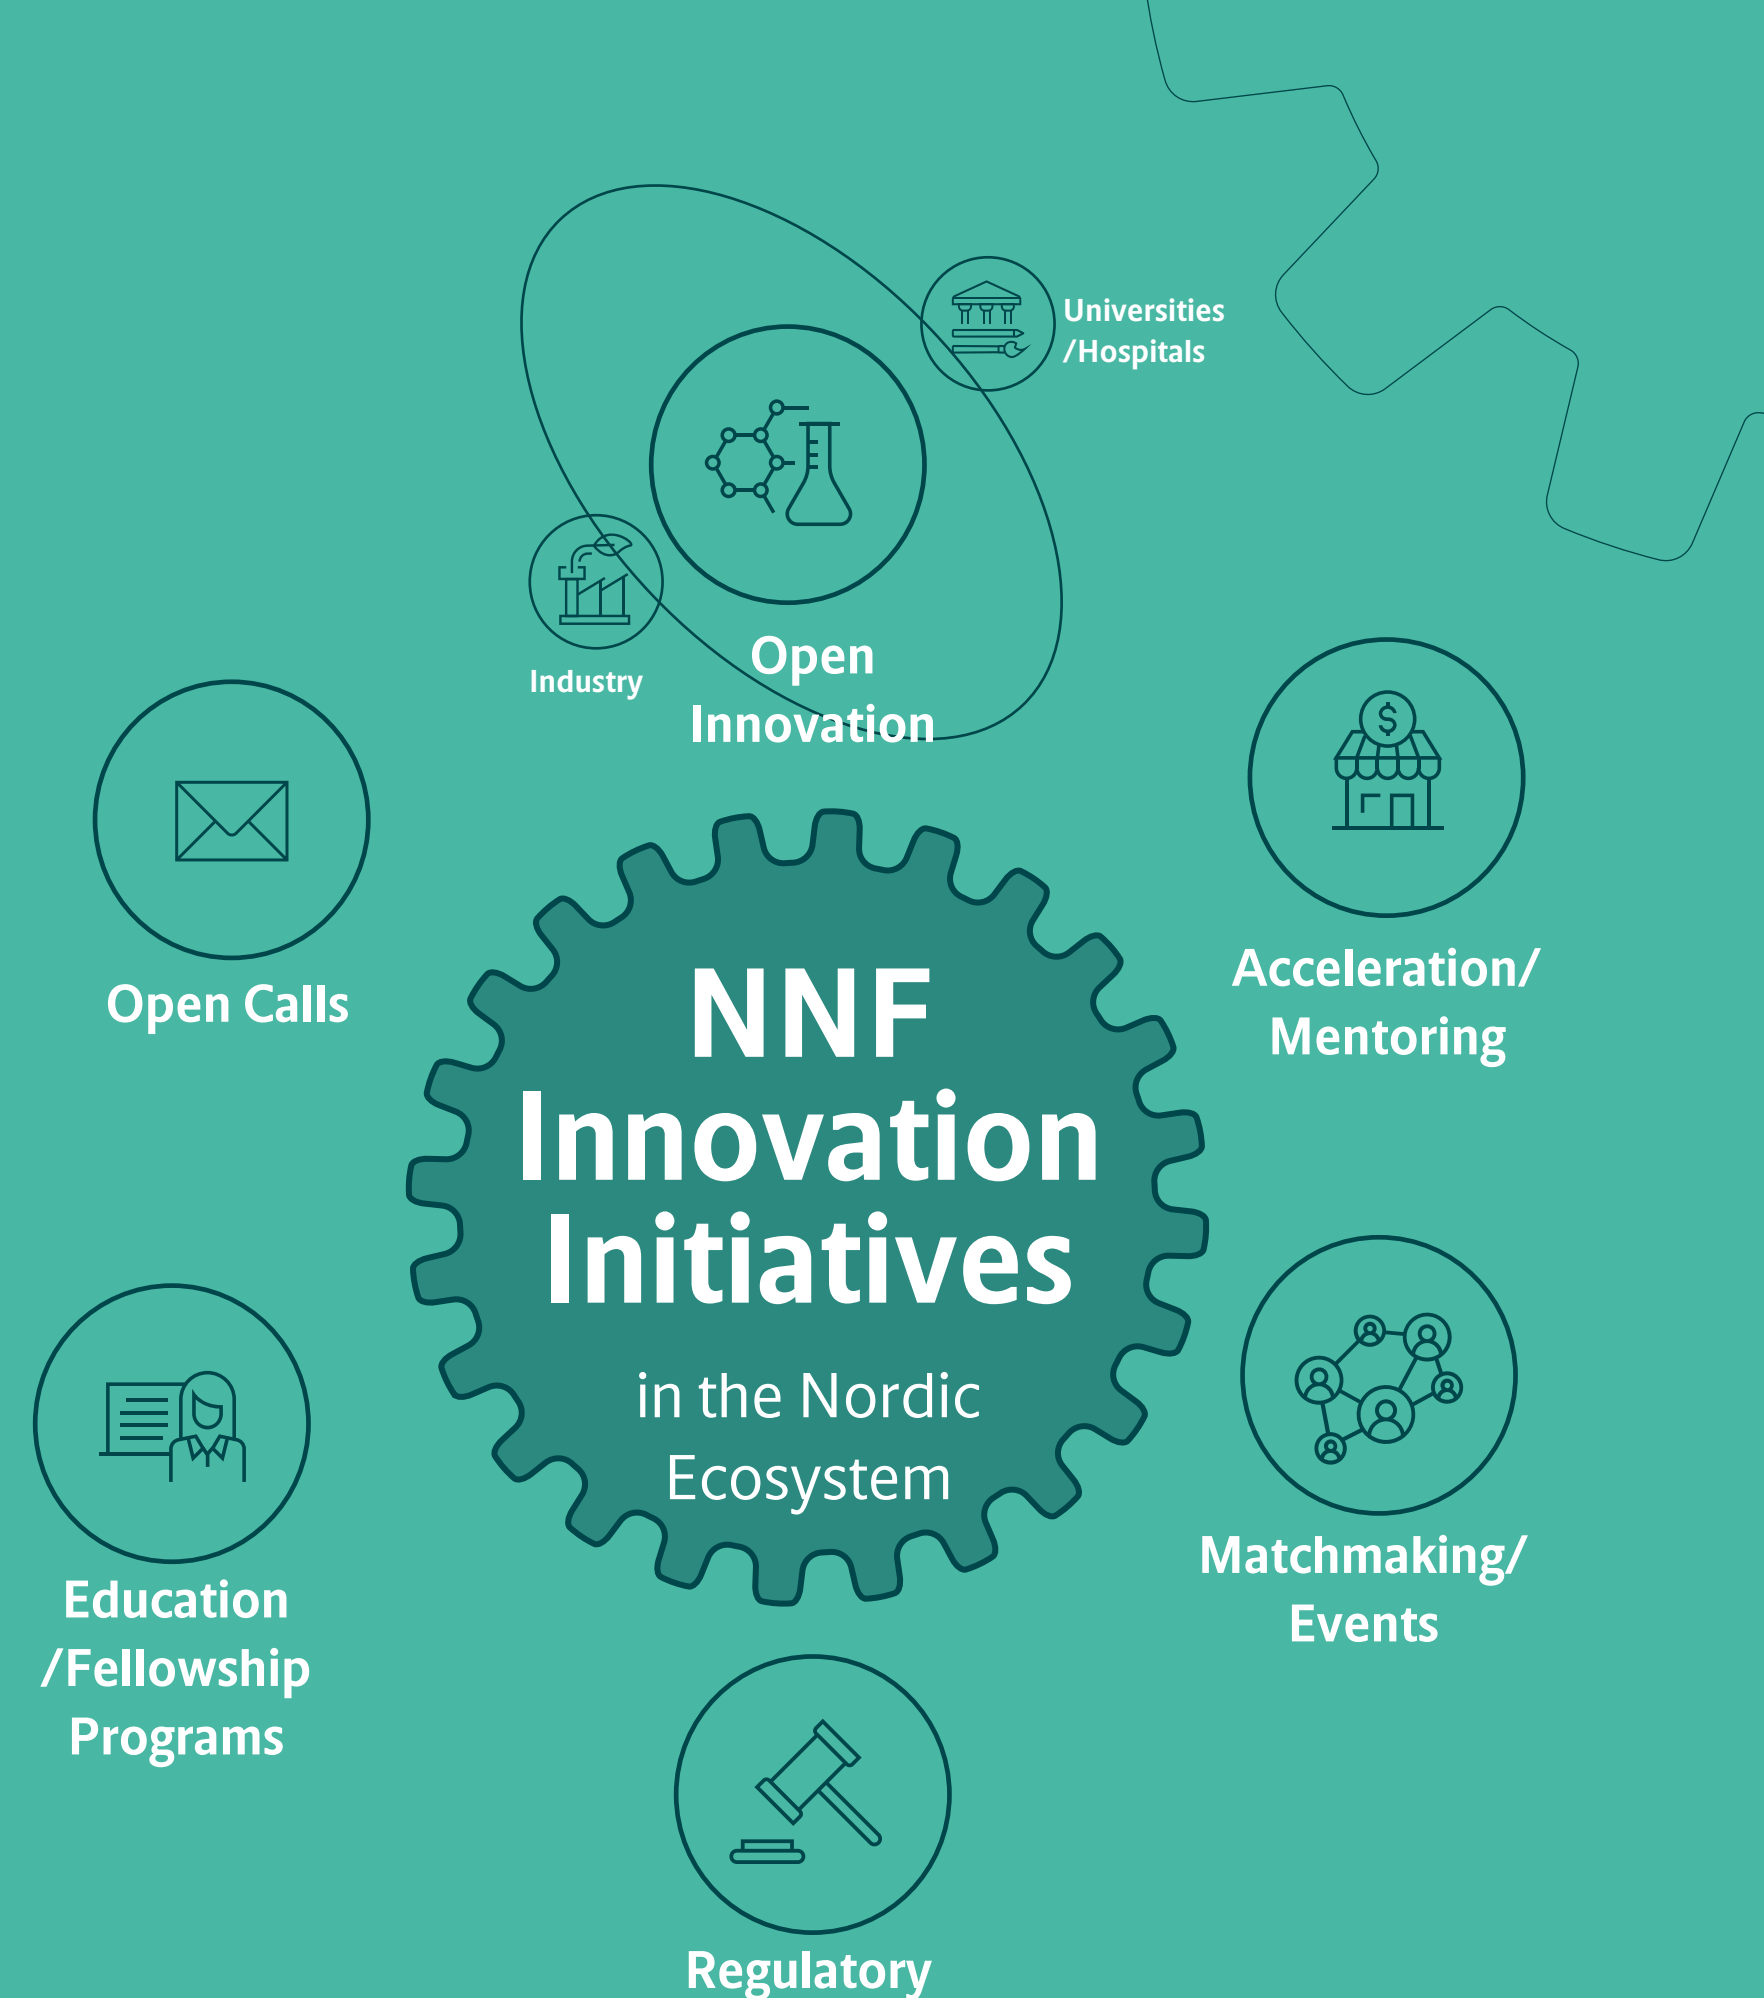 Universities
/Hospitals
Industry
Open
Innovation
Open Calls
Acceleration/
Mentoring
NNF
Innovation
Initiatives
in the Nordic
Ecosystem
Education
/Fellowship
Programs
Matchmaking/
Events
Regulatory
$